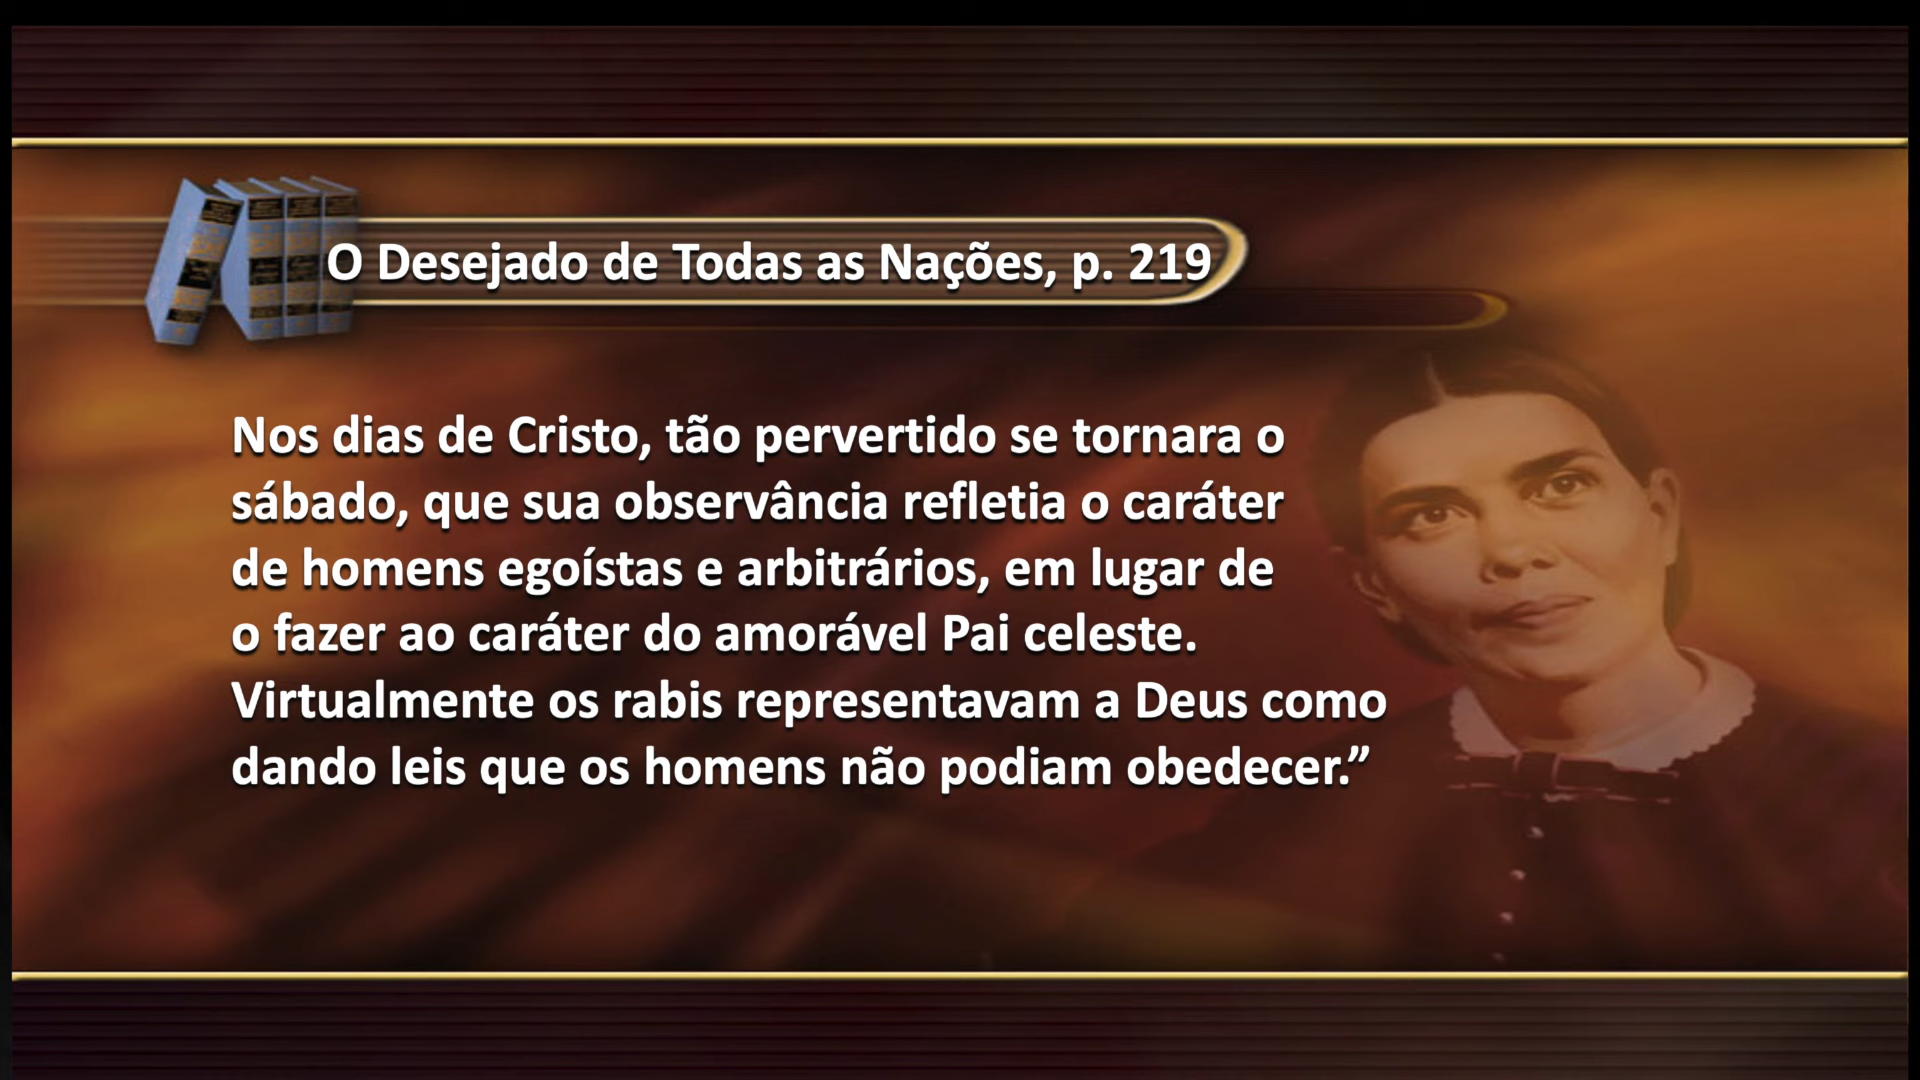 O Desejado de Todas as Nações, p. 219
Nos dias de Cristo, tão pervertido se tornara o
sábado, que sua observância refletia o caráter
de homens egoístas e arbitrários, em lugar de
o fazer ao caráter do amorável Pai celeste.
Virtualmente os rabis representavam a Deus como
dando leis que os homens não podiam obedecer.”